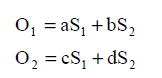 O₁ = aS₁ + bS₂
O₂ = cS₁ + dS₂